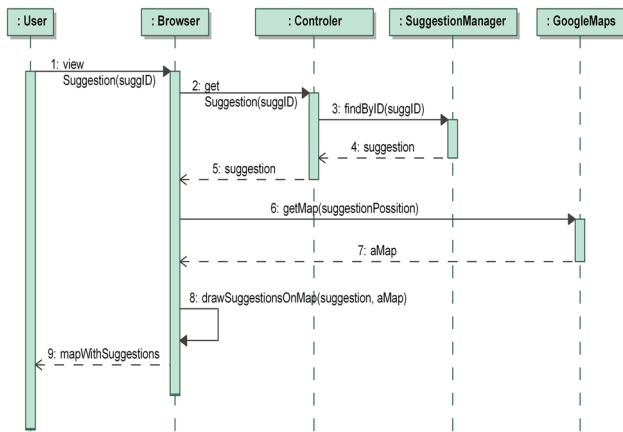 : User
: Browser
: Controler
: SuggestionManager
: GoogleMaps
1: view
Suggestion(suggID)
2: get
Suggestion(suggID)
3: findByID(suggID)
4: suggestion
5: suggestion
6: getMap(suggestionPossition)
7: aMap
8: drawSuggestionsOnMap(suggestion, aMap)
9: mapWithSuggestions